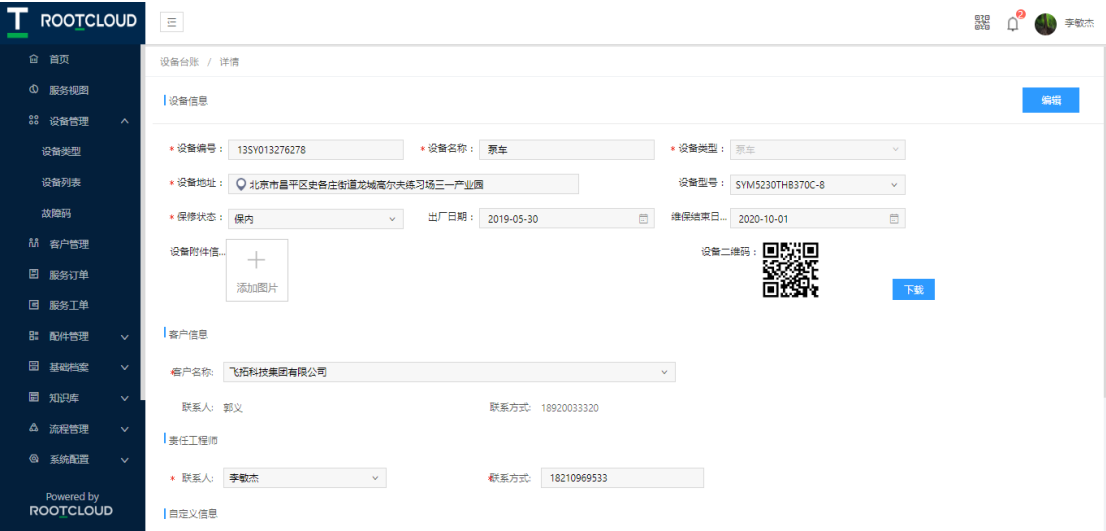 ROOTCLOUD
2
李敏杰
首页
服务视图
设备管理
设备类型
设备列表
故障码
客户管理
服务订单
服务工单
配件管理
基础档案
知识库
流程管理
系统配置
Powered by
ROOTCLOUD
设备台账 / 详情
设备信息
编辑
* 设备编号： 13SY013276278 * 设备名称： 泵车 * 设备类型： 泵车
* 设备地址： 北京市昌平区史各庄街道龙城高尔夫练习场三一产业园 设备型号： SYM5230THB370C-8
* 保修状态： 保内 出厂日期： 2019-05-30 维保结束日... 2020-10-01
设备附件信... 添加图片 设备二维码： 下载
客户信息
*客户名称: 飞拓科技集团有限公司
联系人: 郭义 联系方式: 18920033320
责任工程师
* 联系人: 李敏杰 *联系方式: 18210969533
自定义信息